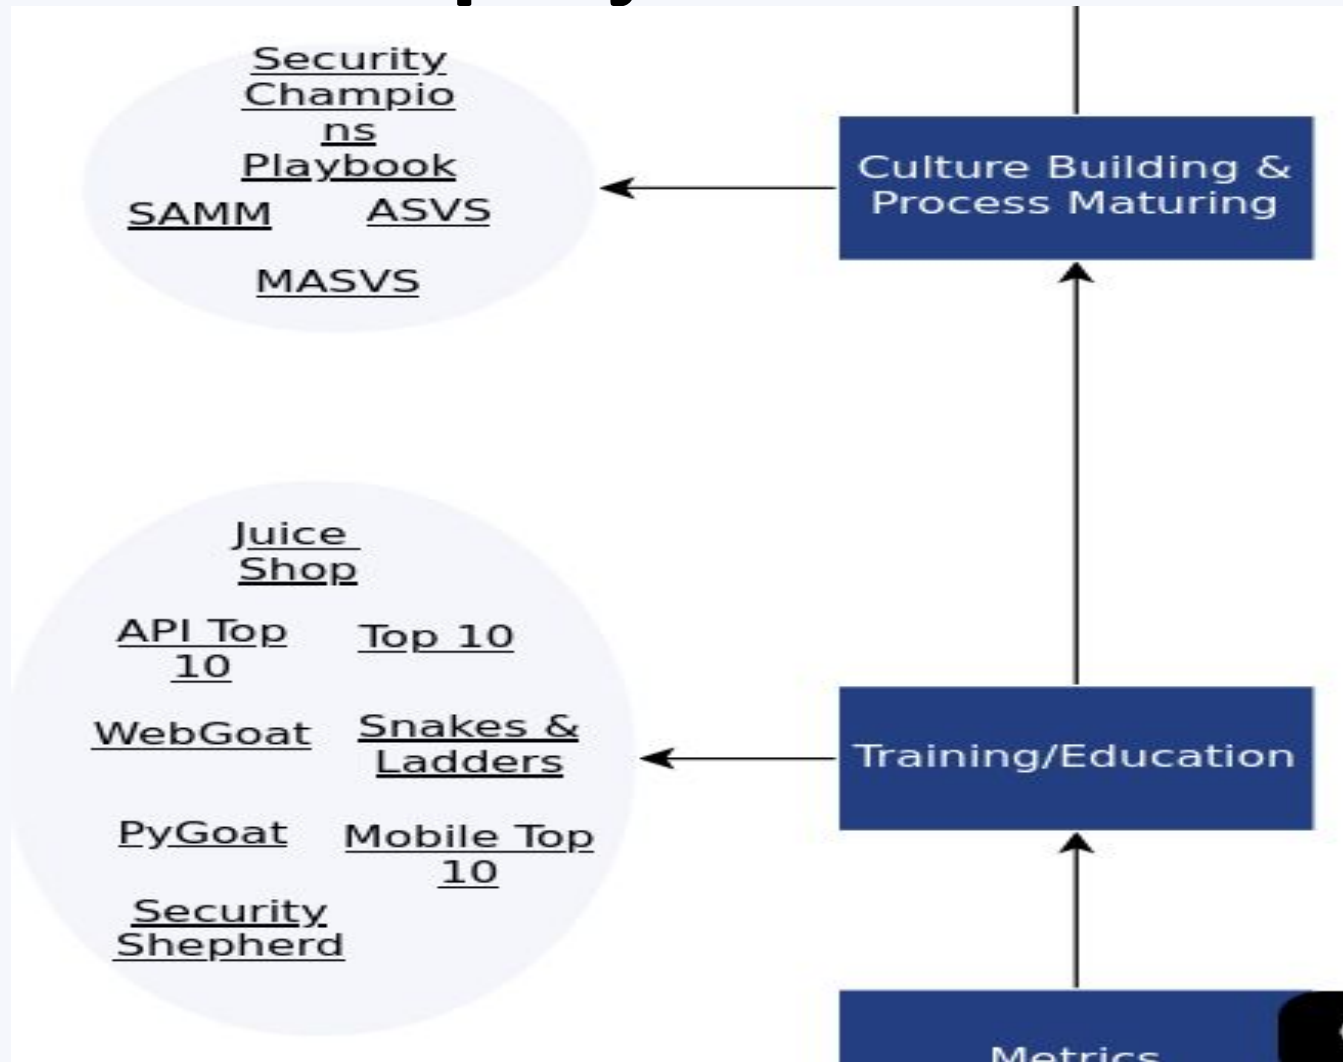 Security
Champio
ns
Playbook
SAMM
ASVS
MASVS
Culture Building &
Process Maturing
Juice
Shop
API Top
10
Top 10
WebGoat
Snakes &
Ladders
PyGoat
Mobile Top
10
Security
Shepherd
Training/Education
Metrics